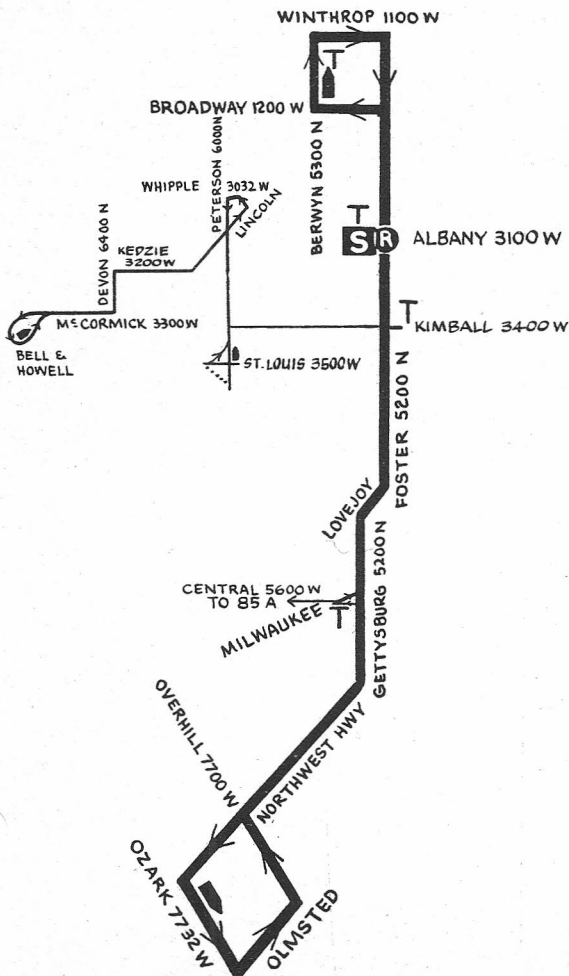 WINTHROP 1100 W
T
BROADWAY 1200 W
BERWYN 5300 N
PETERSON 6000 N
WHIPPLE 3032 W
LINCOLN
T
S R ALBANY 3100 W
DEVON 6400 N
KEDZIE
3200 W
McCORMICK 3300 W
T
KIMBALL 3400 W
BELL &
HOWELL
ST. LOUIS 3500 W
FOSTER 5200 N
LOVEJOY
GETTYSBURG 5200 N
CENTRAL 5600 W
TO 85 A
MILWAUKEE
T
OVERHILL 7700 W
NORTHWEST HWY
OZARK 7732 W
OLMSTED